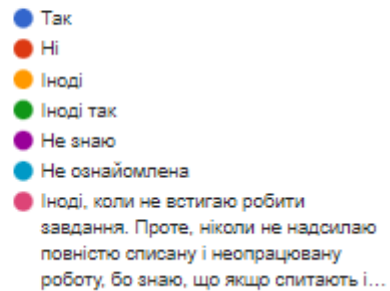 Так
Ні
Іноді
Іноді так
Не знаю
Не ознайомлена
Іноді, коли не встигаю робити
завдання. Проте, ніколи не надсилаю
повністю списану і неопрацьовану
роботу, бо знаю, що якщо спитають і...